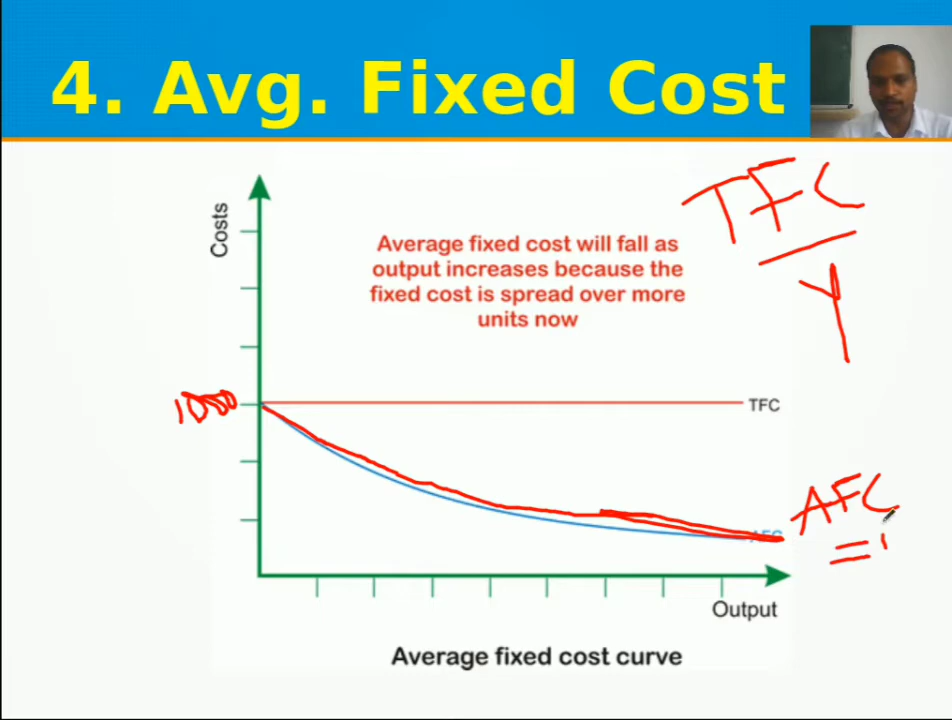 4. Avg. Fixed Cost
TFC
Y
Costs
Average fixed cost will fall as
output increases because the
fixed cost is spread over more
units now
1000
TFC
AFC
AFC
=
Output
Average fixed cost curve